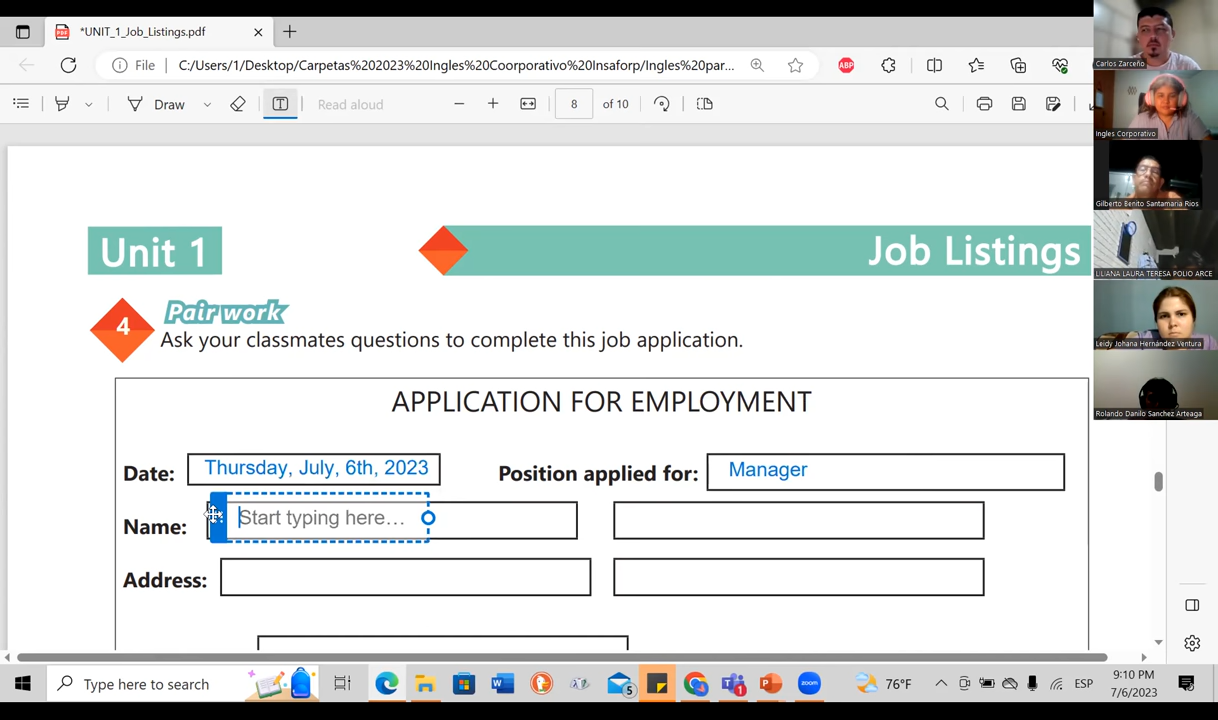 *UNIT_1_Job_Listings.pdf
File
C:/Users/1/Desktop/Carpetas%202023%20Ingles%20Coorporativo%20Insaforp/Ingles%20par...
ABP
Draw
Read aloud
8
of 10
Unit 1
Job Listings
4
Pair work
Ask your classmates questions to complete this job application.
APPLICATION FOR EMPLOYMENT
Date:
Thursday, July, 6th, 2023
Position applied for:
Manager
Name:
Start typing here…
Address:
Carlos Zarceño
Ingles Corporativo
Gilberto Benito Santamaria Rios
LILIANA LAURA TERESA POLIO ARCE
Leidy Johana Hernández Ventura
Rolando Danilo Sanchez Arteaga
Type here to search
5
1
zoom
76°F
ESP
9:10 PM
7/6/2023